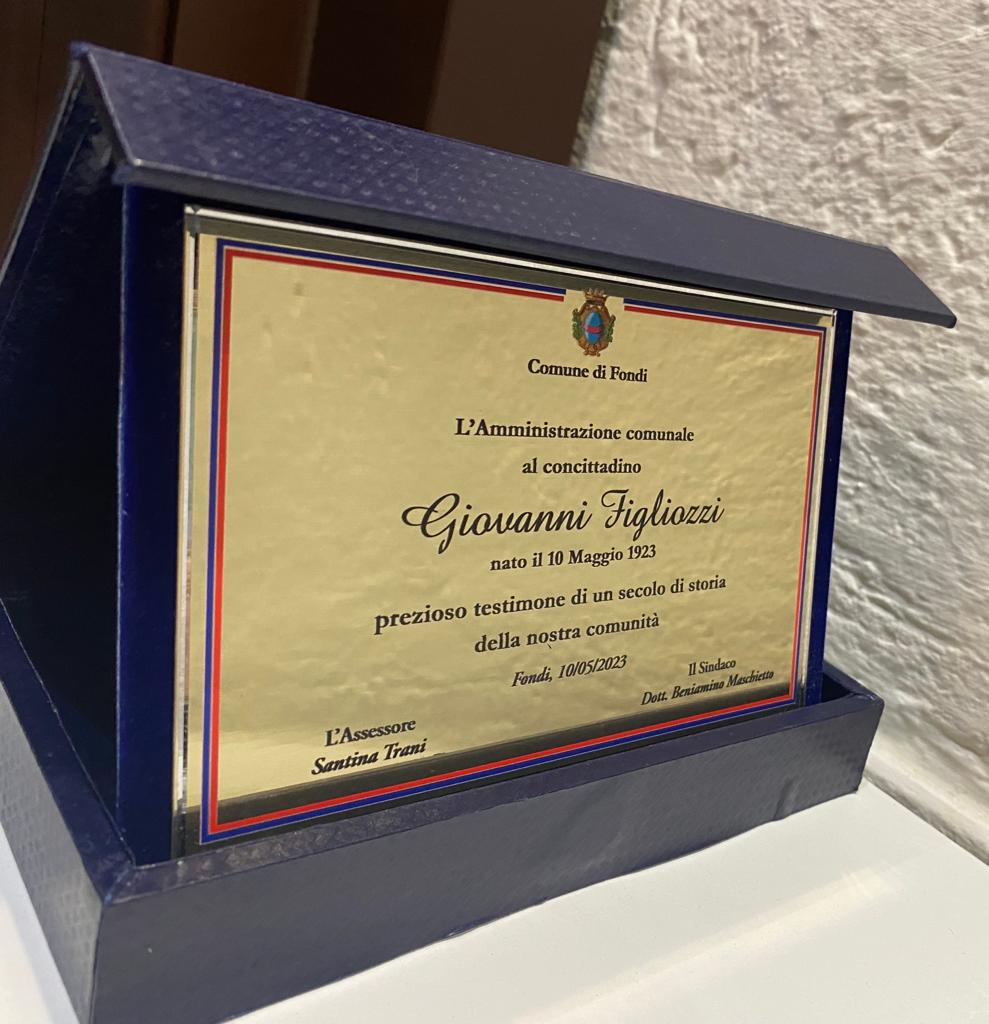 Comune di Fondi
L'Amministrazione comunale
al concittadino
Giovanni Figliozzi
nato il 10 Maggio 1923
prezioso testimone di un secolo di storia
della nostra comunità
Fondi, 10/05/2023
Il Sindaco
Dott. Beniamino Maschietto
L'Assessore
Santina Trani